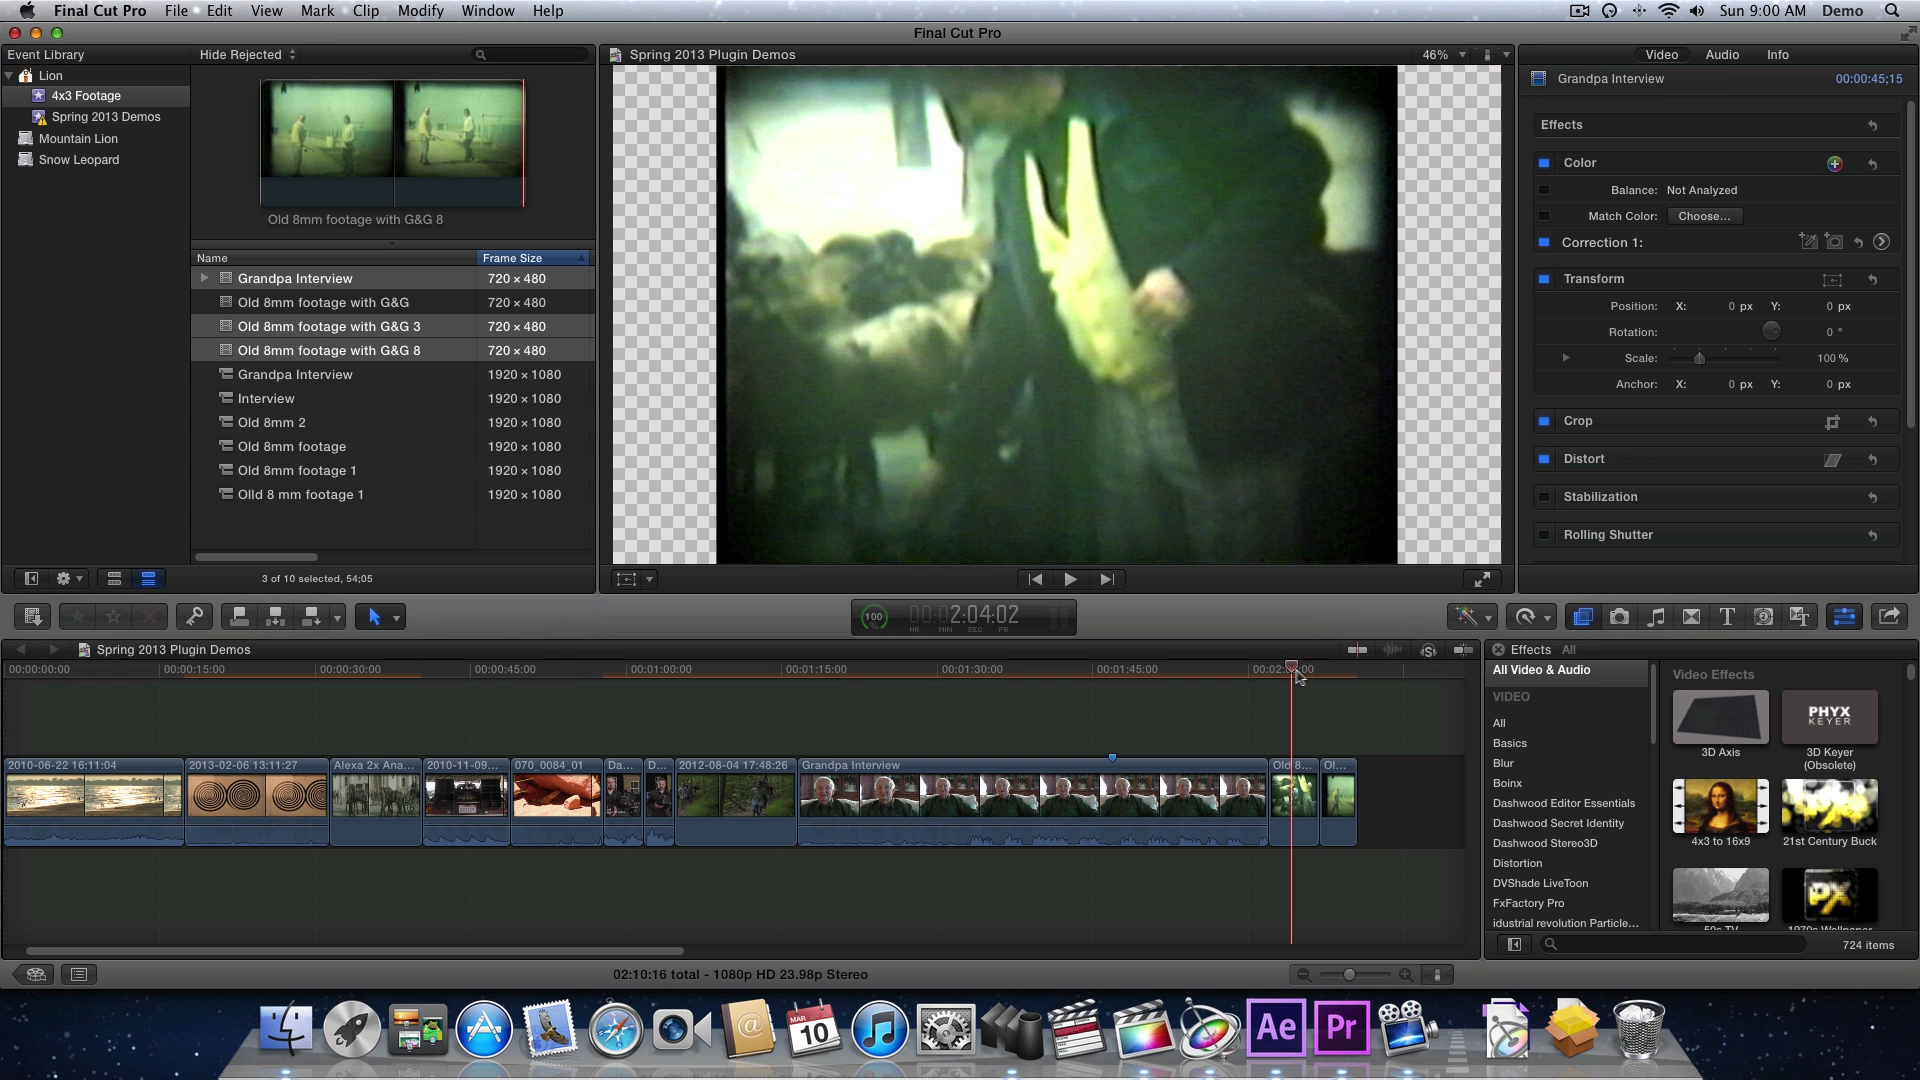 Final Cut Pro File Edit View Mark Clip Modify Window Help
Sun 9:00 AM Demo
Final Cut Pro
Event Library
Lion
4x3 Footage
Spring 2013 Demos
Mountain Lion
Snow Leopard
Hide Rejected
Old 8mm footage with G&G 8
Name Frame Size
Grandpa Interview 720 × 480
Old 8mm footage with G&G 720 × 480
Old 8mm footage with G&G 3 720 × 480
Old 8mm footage with G&G 8 720 × 480
Grandpa Interview 1920 × 1080
Interview 1920 × 1080
Old 8mm 2 1920 × 1080
Old 8mm footage 1920 × 1080
Old 8mm footage 1 1920 × 1080
Olld 8 mm footage 1 1920 × 1080
3 of 10 selected, 54;05
Spring 2013 Plugin Demos 46%
Video Audio Info
Grandpa Interview 00:00:45;15
Effects
Color
Balance: Not Analyzed
Match Color: Choose...
Correction 1:
Transform
Position: X: 0 px Y: 0 px
Rotation: 0 °
Scale: 100 %
Anchor: X: 0 px Y: 0 px
Crop
Distort
Stabilization
Rolling Shutter
100 % 00:02:04:02
HR MIN SEC FR
Spring 2013 Plugin Demos
00:00:00:00 00:00:15:00 00:00:30:00 00:00:45:00 00:01:00:00 00:01:15:00 00:01:30:00 00:01:45:00
2010-06-22 16:11:04 2013-02-06 13:11:27 Alexa 2x Ana... 2010-11-09... 070_0084_01 Da... D... 2012-08-04 17:48:26 Grandpa Interview Old 8... Ol...
02:10:16 total - 1080p HD 23.98p Stereo
Effects All
All Video & Audio
VIDEO
All
Basics
Blur
Boinx
Dashwood Editor Essentials
Dashwood Secret Identity
Dashwood Stereo3D
Distortion
DVShade LiveToon
FxFactory Pro
idustrial revolution Particle...
Video Effects
PHYX
KEYER
3D Axis
3D Keyer
(Obsolete)
4x3 to 16x9
21st Century Buck
PX
50s TV
1970s Wallpaper
724 items
MAR
10
Ae
Pr